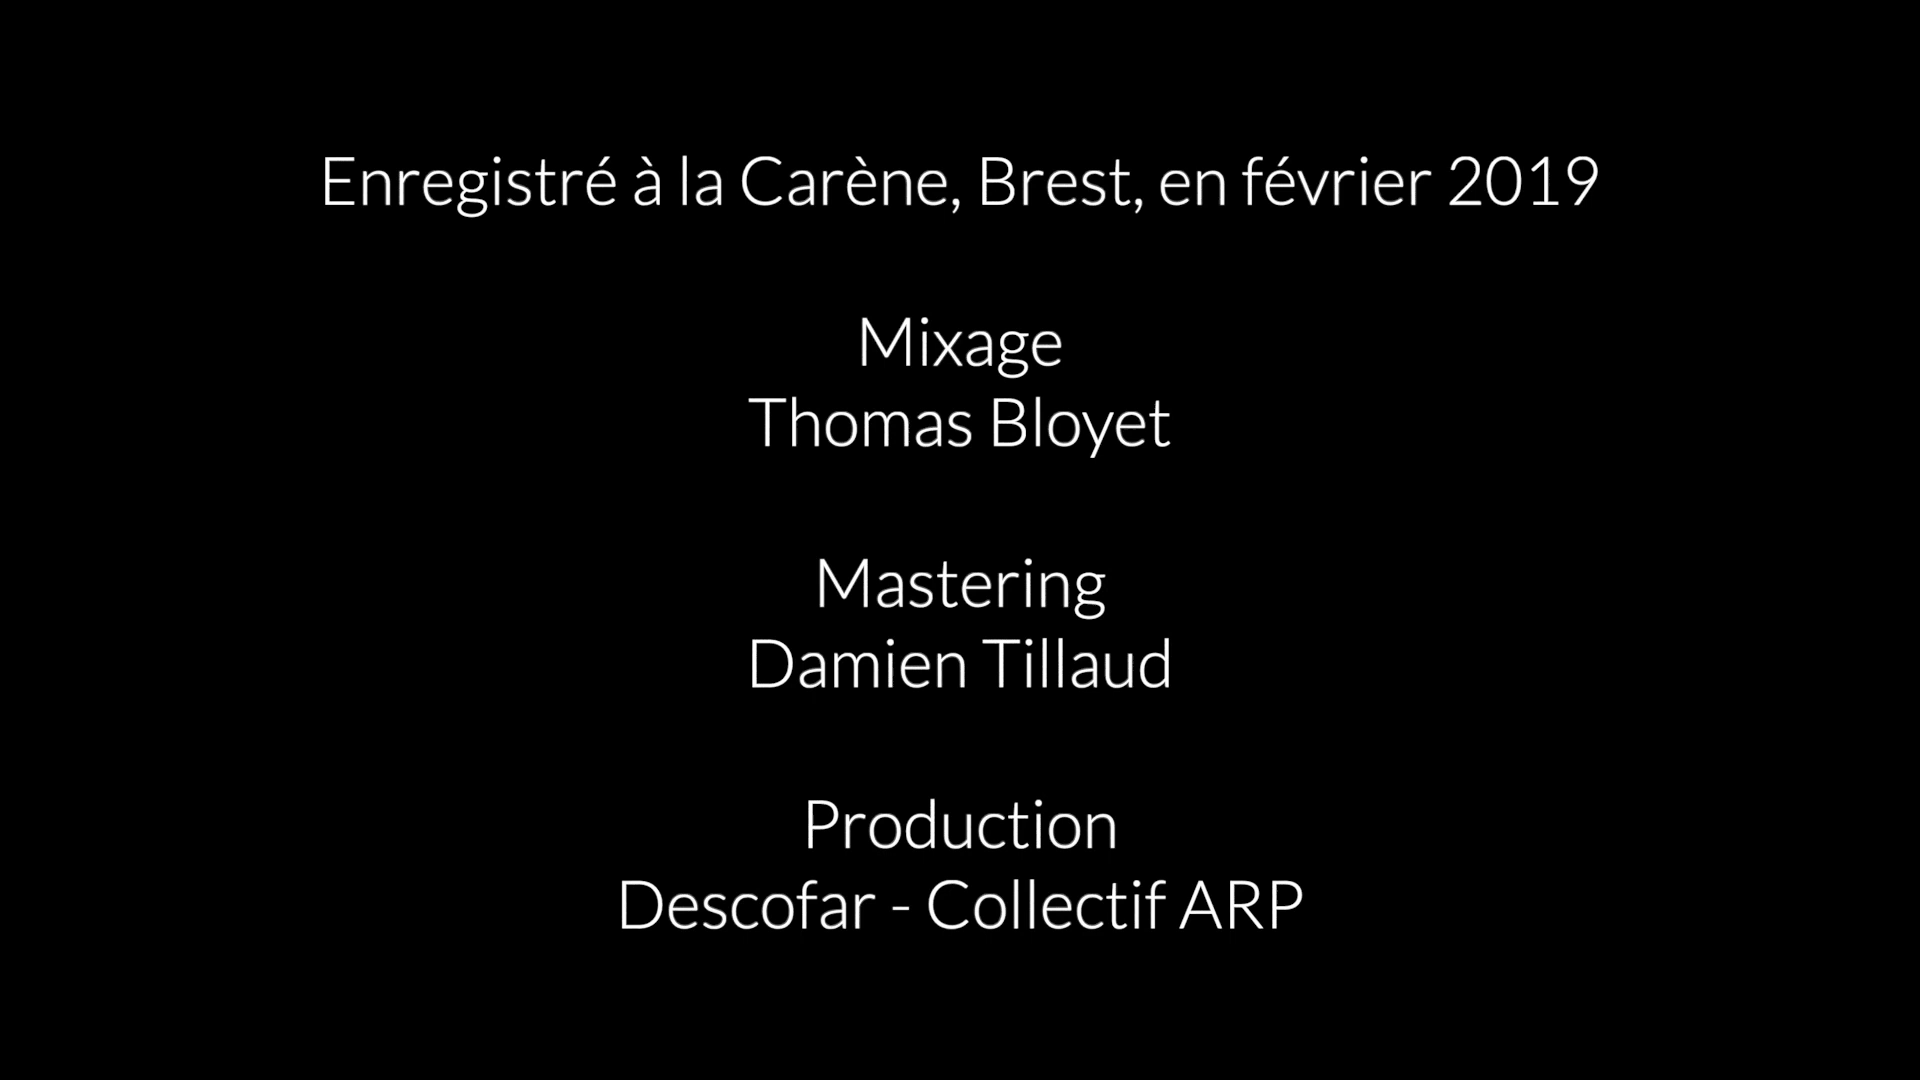 Enregistré à la Carène, Brest, en février 2019
Mixage
Thomas Bloyet
Mastering
Damien Tillaud
Production
Descofar - Collectif ARP